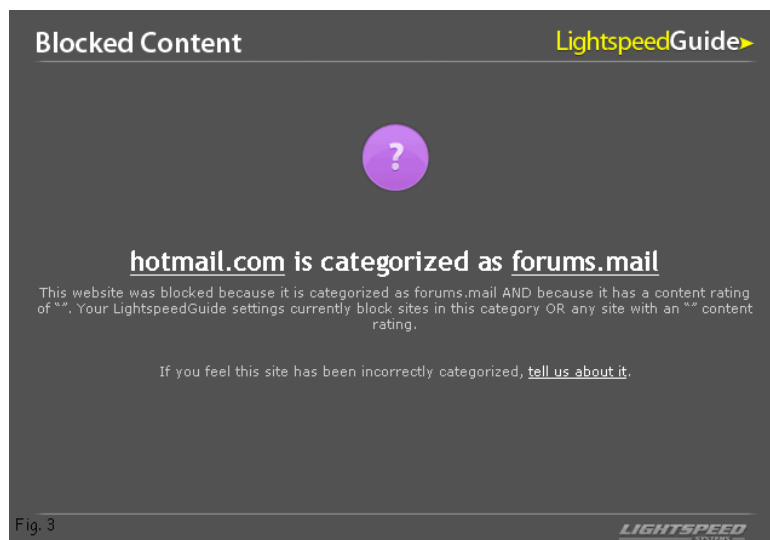 Blocked Content
LightspeedGuide
?
hotmail.com is categorized as forums.mail
This website was blocked because it is categorized as forums.mail AND because it has a content rating
of "". Your LightspeedGuide settings currently block sites in this category OR any site with an "" content
rating.
If you feel this site has been incorrectly categorized, tell us about it.
Fig. 3
LIGHTSPEED
SYSTEMS